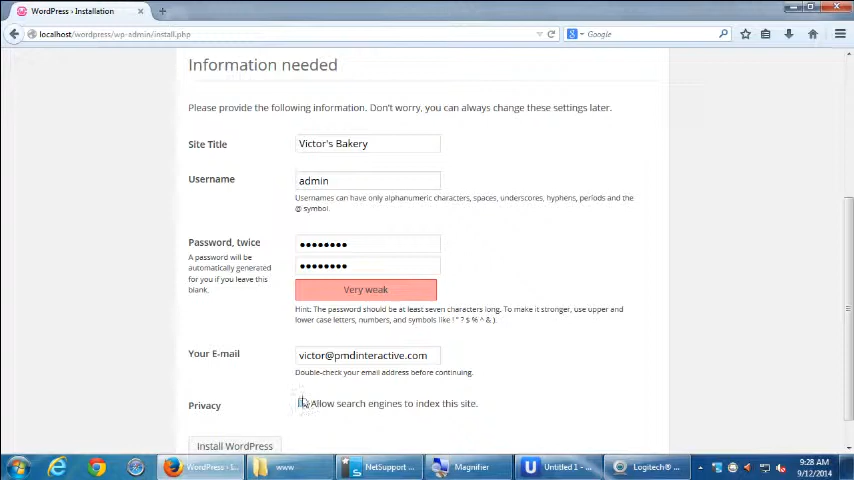 WordPress › Installation
localhost/wordpress/wp-admin/install.php
Google
Information needed
Please provide the following information. Don't worry, you can always change these settings later.
Site Title
Victor's Bakery
Username
admin
Usernames can have only alphanumeric characters, spaces, underscores, hyphens, periods and the
@ symbol.
Password, twice
A password will be
automatically generated
for you if you leave this
blank.
Very weak
Hint: The password should be at least seven characters long. To make it stronger, use upper and
lower case letters, numbers, and symbols like ! " ? $ % ^ & ).
Your E-mail
victor@pmdinteractive.com
Double-check your email address before continuing.
Privacy
Allow search engines to index this site.
Install WordPress
WordPress › I...
www
NetSupport ...
Magnifier
Untitled 1 - ...
Logitech® ...
9:28 AM
9/12/2014